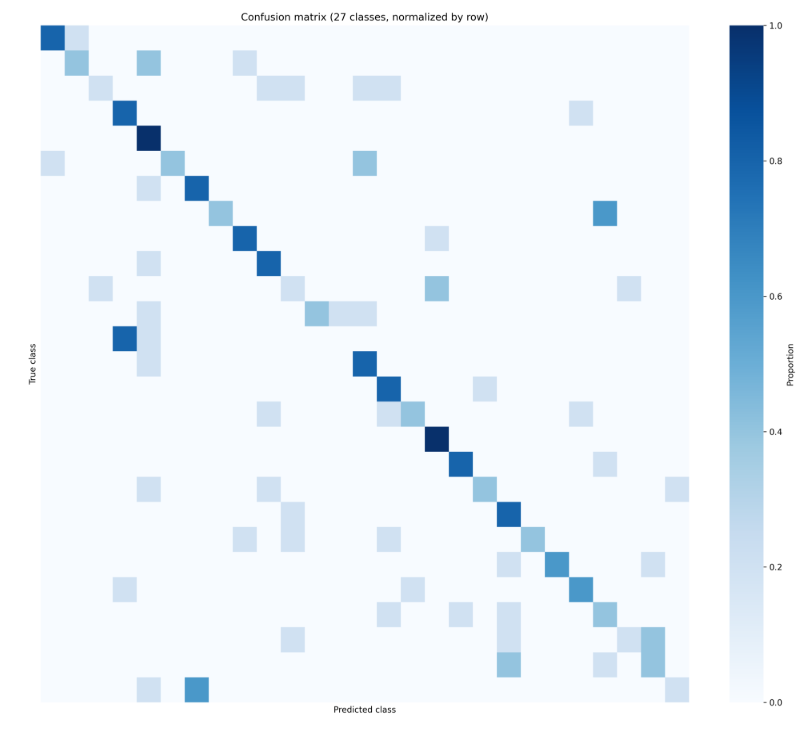 Confusion matrix (27 classes, normalized by row)
True class
Predicted class
1.0
0.8
0.6
0.4
0.2
0.0
Proportion